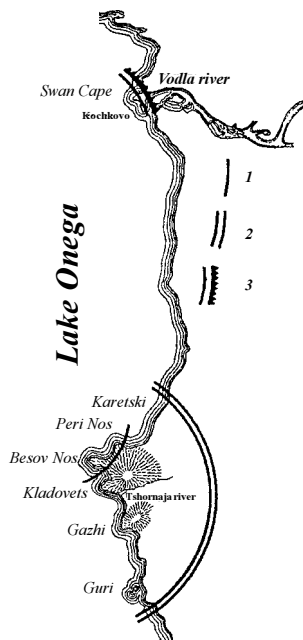 Vodla river
Swan Cape
Kochkovo
1
2
3
Lake Onega
Karetski
Peri Nos
Besov Nos
Kladovets
Tshornaja river
Gazhi
Guri